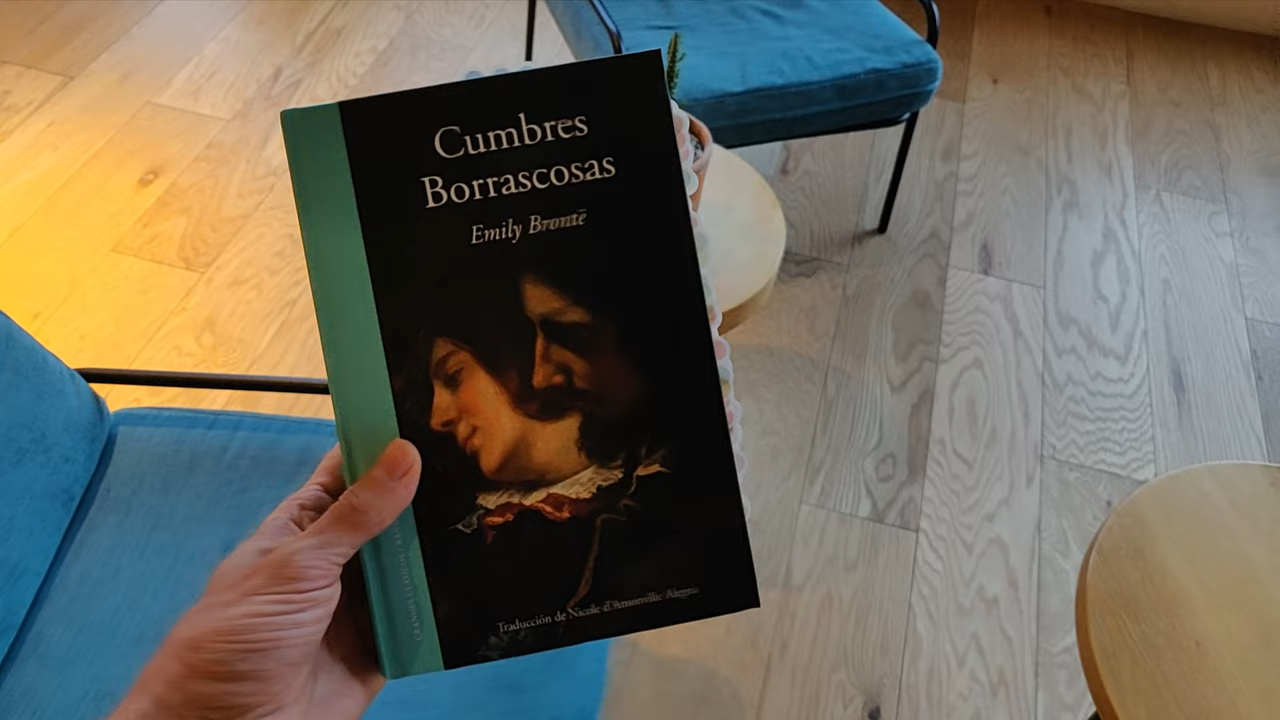 Cumbres
Borrascosas
Emily Brontë
Traducción de Nicole d'Amonville Alegría